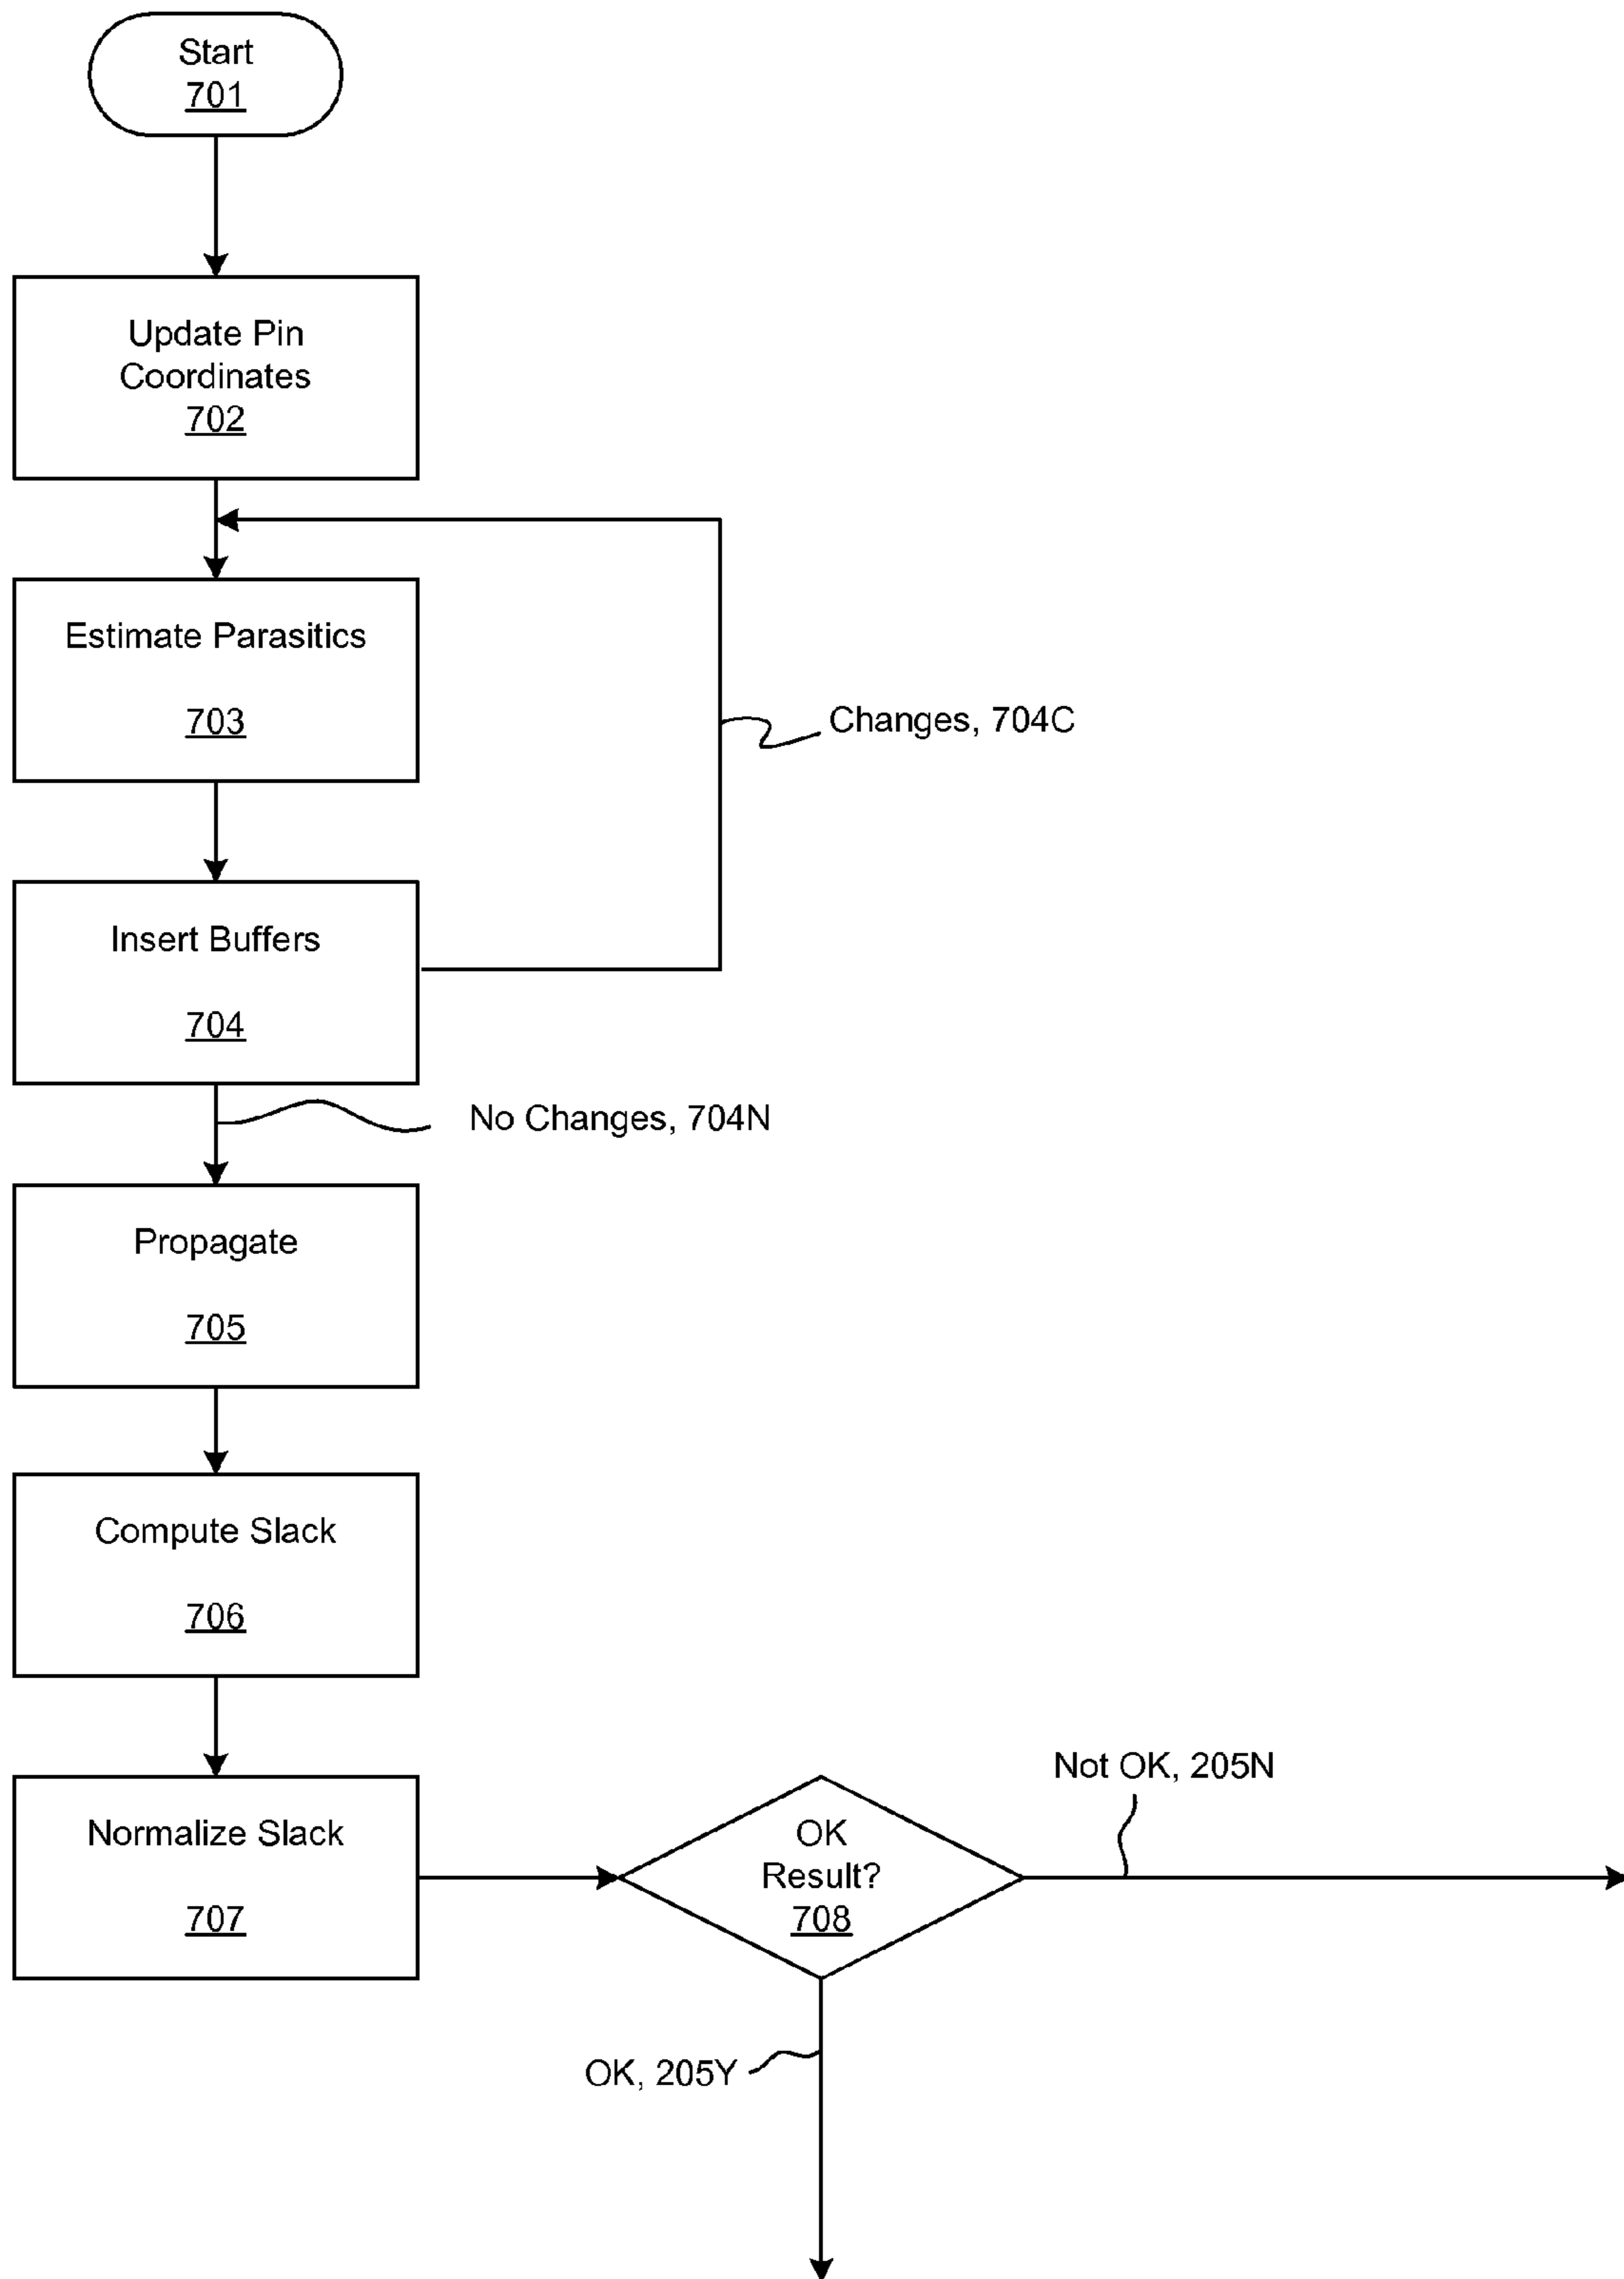 Start
701
Update Pin
Coordinates
702
Estimate Parasitics
703
Changes, 704C
Insert Buffers
704
No Changes, 704N
Propagate
705
Compute Slack
706
Normalize Slack
707
OK
Result?
708
Not OK, 205N
OK, 205Y